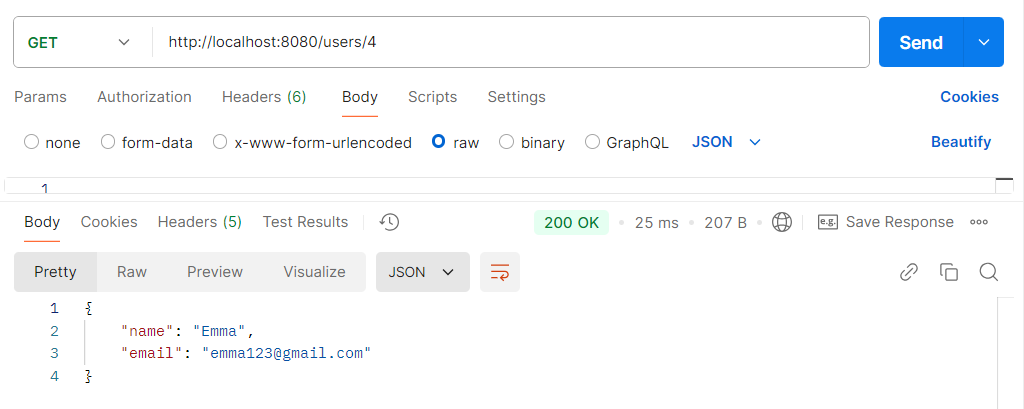 GET http://localhost:8080/users/4 Send
Params Authorization Headers (6) Body Scripts Settings Cookies
none form-data x-www-form-urlencoded raw binary GraphQL JSON Beautify
1
Body Cookies Headers (5) Test Results 200 OK • 25 ms • 207 B • e.g. Save Response
Pretty Raw Preview Visualize JSON
1 {
2 "name": "Emma",
3 "email": "emma123@gmail.com"
4 }